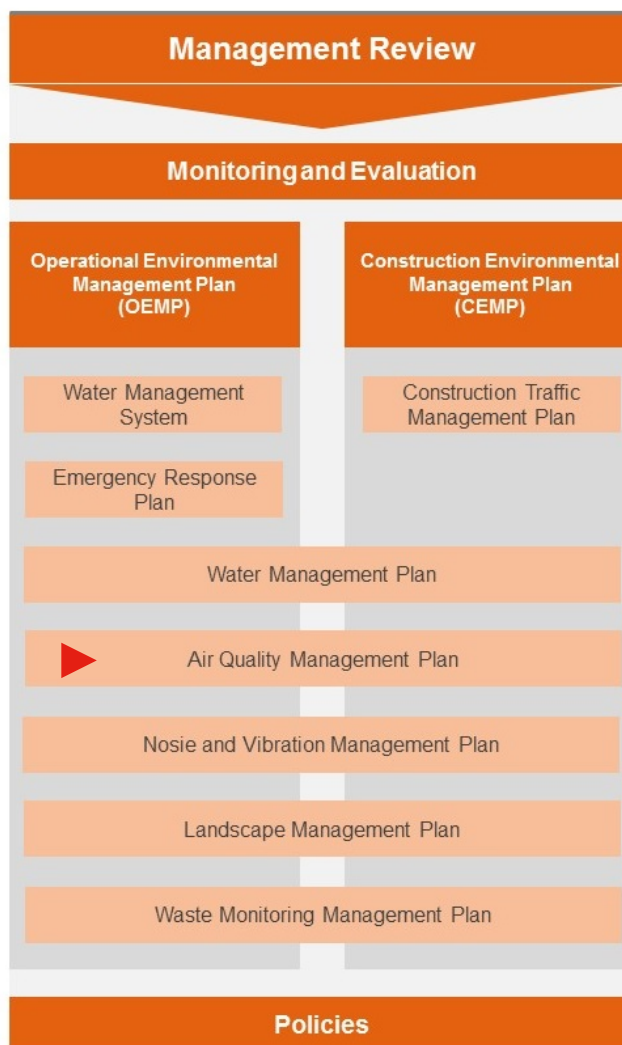 Management Review
Monitoring and Evaluation
Operational Environmental
Management Plan
(OEMP)
Construction Environmental
Management Plan
(CEMP)
Water Management
System
Construction Traffic
Management Plan
Emergency Response
Plan
Water Management Plan
Air Quality Management Plan
Nosie and Vibration Management Plan
Landscape Management Plan
Waste Monitoring Management Plan
Policies